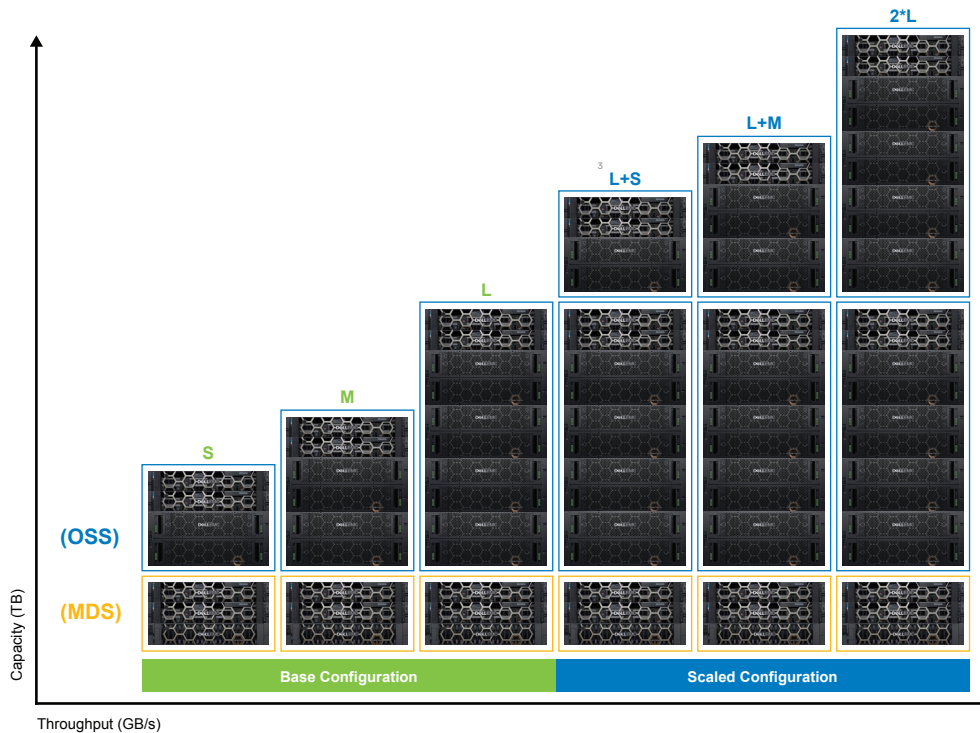 2*L
L+M
3
L+S
L
M
S
(OSS)
(MDS)
Capacity (TB)
Base Configuration
Scaled Configuration
Throughput (GB/s)